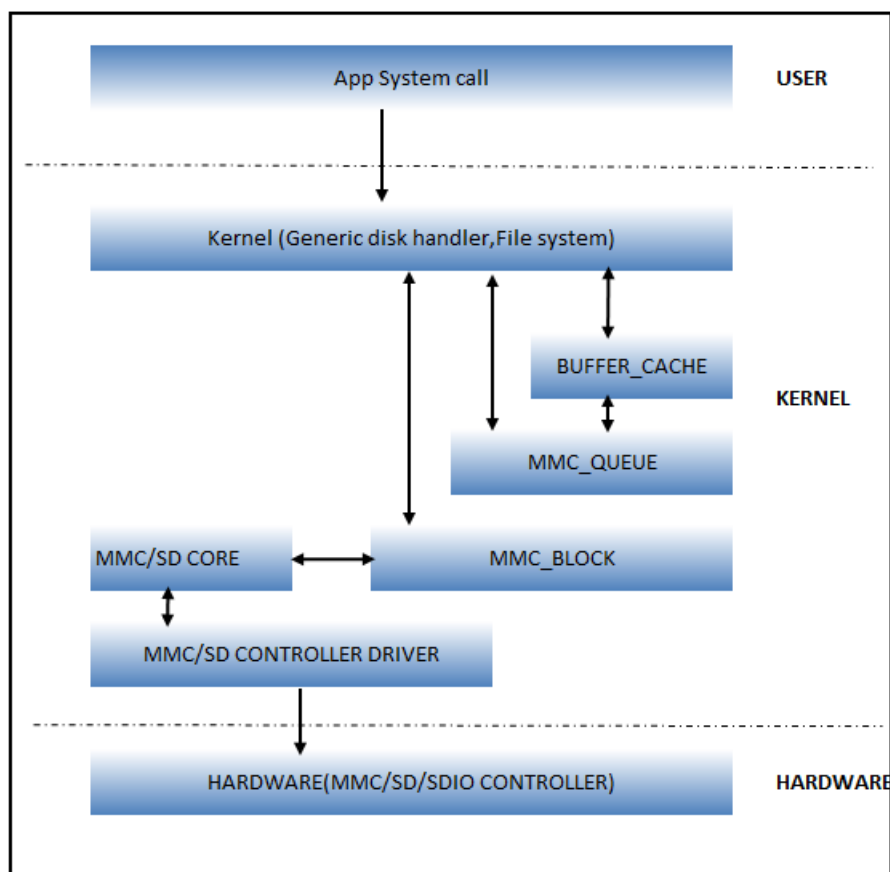 App System call
USER
Kernel (Generic disk handler,File system)
BUFFER_CACHE
KERNEL
MMC_QUEUE
MMC/SD CORE
MMC_BLOCK
MMC/SD CONTROLLER DRIVER
HARDWARE(MMC/SD/SDIO CONTROLLER)
HARDWARE